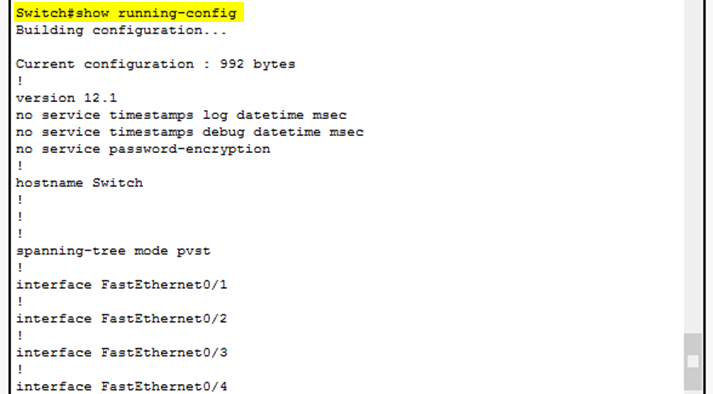 Switch#show running-config
Building configuration...
Current configuration : 992 bytes
!
version 12.1
no service timestamps log datetime msec
no service timestamps debug datetime msec
no service password-encryption
!
hostname Switch
!
!
!
spanning-tree mode pvst
!
interface FastEthernet0/1
!
interface FastEthernet0/2
!
interface FastEthernet0/3
!
interface FastEthernet0/4